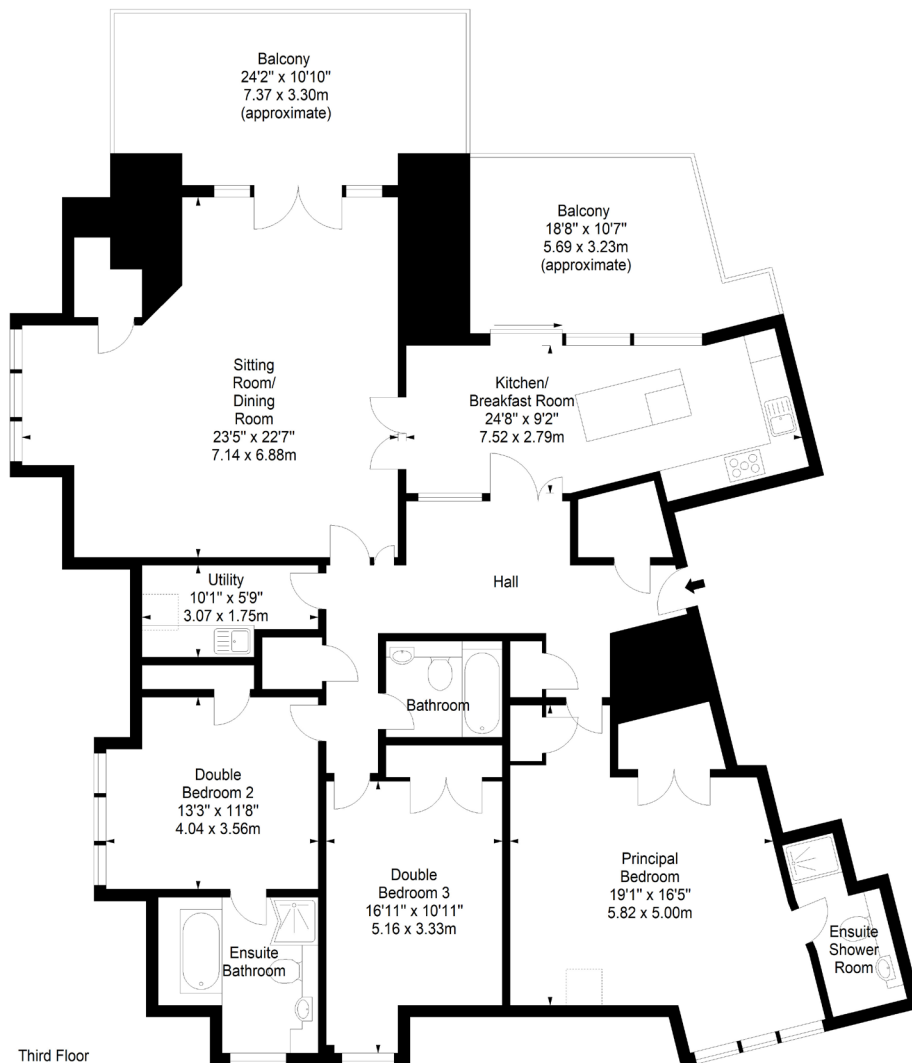 Balcony
24'2" x 10'10"
7.37 x 3.30m
(approximate)
Balcony
18'8" x 10'7"
5.69 x 3.23m
(approximate)
Sitting
Room/
Dining
Room
23'5" x 22'7"
7.14 x 6.88m
Kitchen/
Breakfast Room
24'8" x 9'2"
7.52 x 2.79m
Utility
10'1" x 5'9"
3.07 x 1.75m
Hall
Bathroom
Double
Bedroom 2
13'3" x 11'8"
4.04 x 3.56m
Double
Bedroom 3
16'11" x 10'11"
5.16 x 3.33m
Principal
Bedroom
19'1" x 16'5"
5.82 x 5.00m
Ensuite
Bathroom
Ensuite
Shower
Room
Third Floor